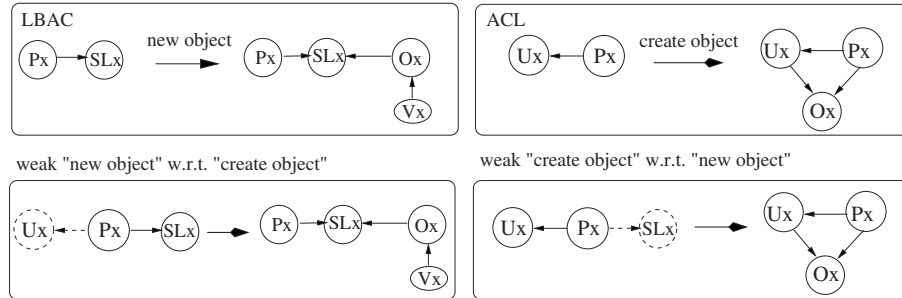 LBAC
new object
Px
SLx
Px
SLx
Ox
Vx
ACL
create object
Ux
Px
Ux
Px
Ox
weak "new object" w.r.t. "create object"
weak "create object" w.r.t. "new object"
Ux
Px
SLx
Px
SLx
Ox
Vx
Ux
Px
SLx
Ux
Px
Ox